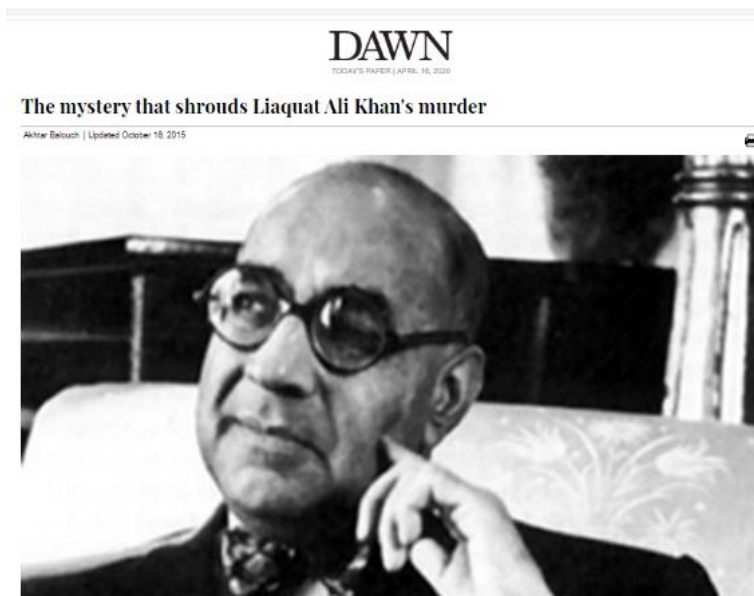 DAWN
TODAY'S PAPER | APRIL 16, 2020
The mystery that shrouds Liaquat Ali Khan's murder
Akhtar Balouch | Updated October 18, 2015